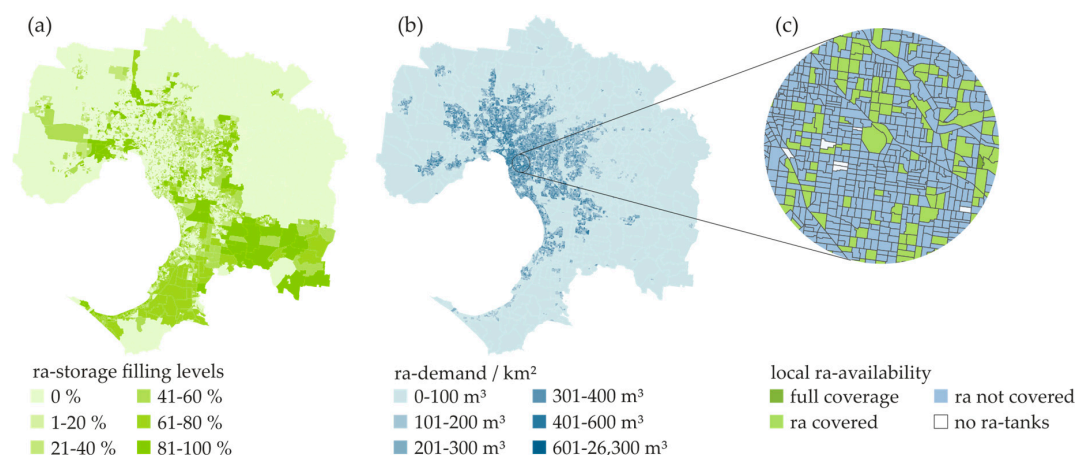 (a)
(b)
(c)
ra-storage filling levels
0 %
1-20 %
21-40 %
41-60 %
61-80 %
81-100 %
ra-demand / km²
0-100 m³
101-200 m³
201-300 m³
301-400 m³
401-600 m³
601-26,300 m³
local ra-availability
full coverage
ra covered
ra not covered
no ra-tanks